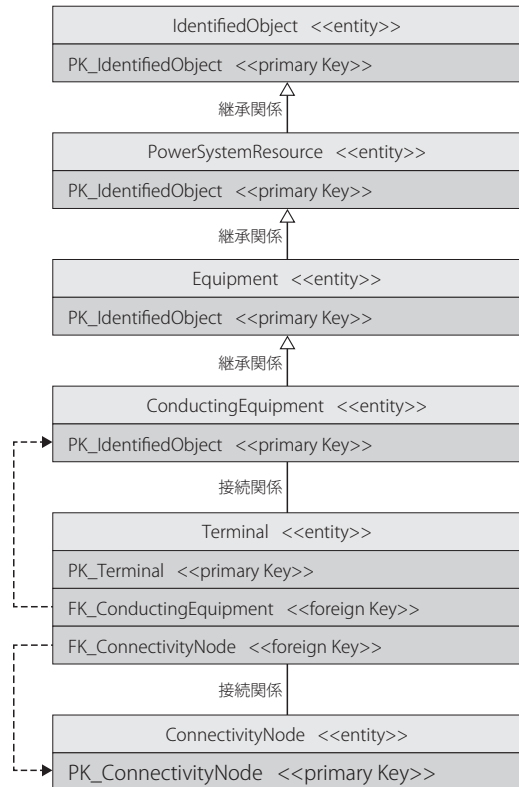 IdentifiedObject <<entity>>
PK_IdentifiedObject <<primary Key>>
継承関係
PowerSystemResource <<entity>>
PK_IdentifiedObject <<primary Key>>
継承関係
Equipment <<entity>>
PK_IdentifiedObject <<primary Key>>
継承関係
ConductingEquipment <<entity>>
PK_IdentifiedObject <<primary Key>>
接続関係
Terminal <<entity>>
PK_Terminal <<primary Key>>
FK_ConductingEquipment <<foreign Key>>
FK_ConnectivityNode <<foreign Key>>
接続関係
ConnectivityNode <<entity>>
PK_ConnectivityNode <<primary Key>>